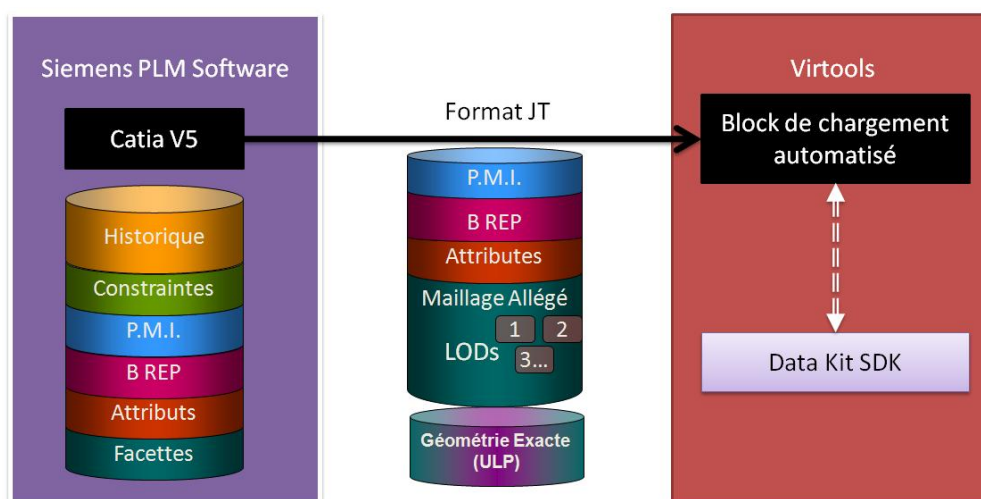 Siemens PLM Software
Catia V5
Historique
Constraintes
P.M.I.
B REP
Attributs
Facettes
Format JT
P.M.I.
B REP
Attributes
Maillage Allégé
1 2
LODs
3...
Géométrie Exacte
(ULP)
Virtools
Block de chargement
automatisé
Data Kit SDK